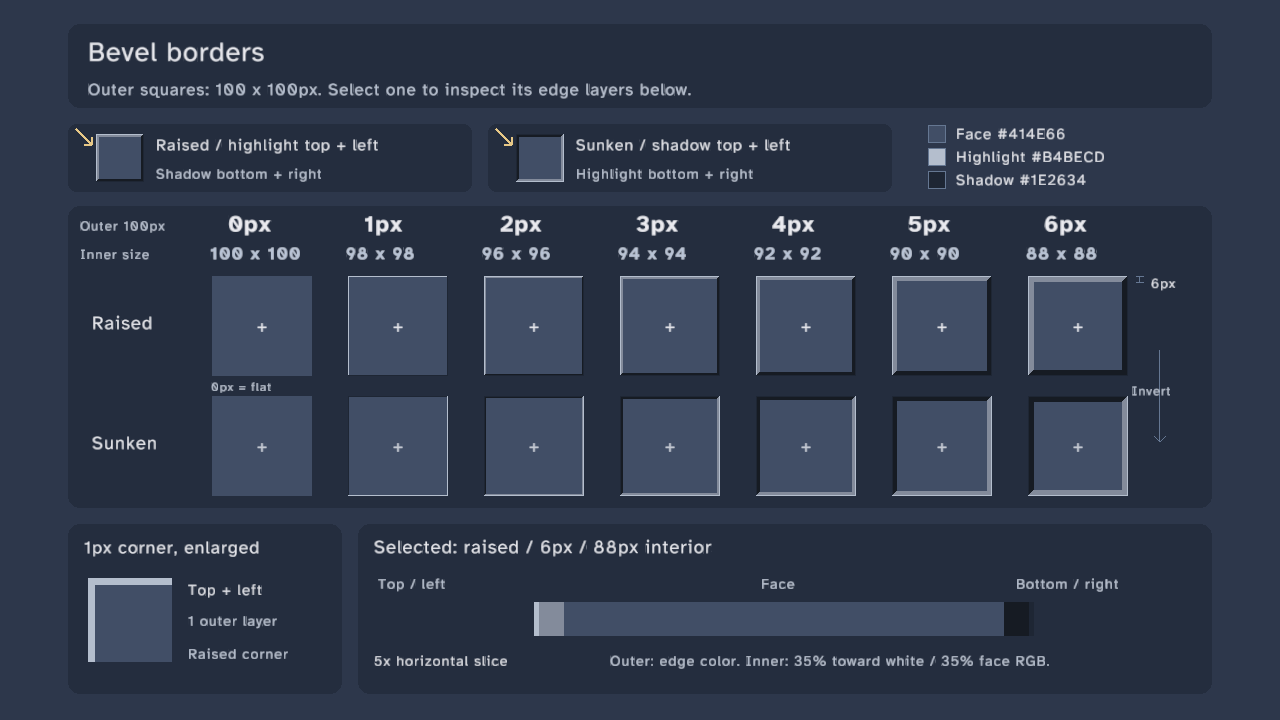 Bevel borders
Outer squares: 100 x 100px. Select one to inspect its edge layers below.
Raised / highlight top + left
Shadow bottom + right
Sunken / shadow top + left
Highlight bottom + right
Face #414E66
Highlight #B4BECD
Shadow #1E2634
Outer 100px 0px 1px 2px 3px 4px 5px 6px
Inner size 100 x 100 98 x 98 96 x 96 94 x 94 92 x 92 90 x 90 88 x 88
6px
Raised + + + + + + +
0px = flat
Invert
Sunken + + + + + + +
1px corner, enlarged
Top + left
1 outer layer
Raised corner
Selected: raised / 6px / 88px interior
Top / left Face Bottom / right
5x horizontal slice Outer: edge color. Inner: 35% toward white / 35% face RGB.